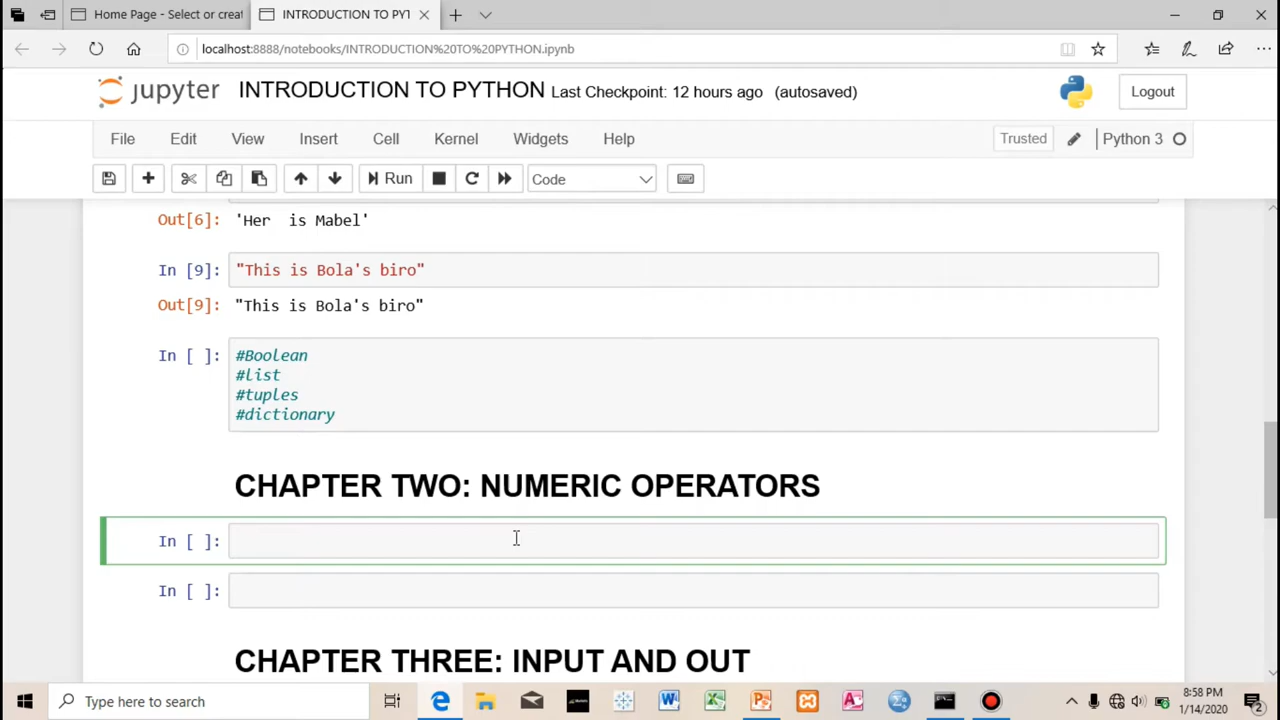 Home Page - Select or creat
INTRODUCTION TO PYT
localhost:8888/notebooks/INTRODUCTION%20TO%20PYTHON.ipynb
jupyter INTRODUCTION TO PYTHON Last Checkpoint: 12 hours ago (autosaved)
Logout
File Edit View Insert Cell Kernel Widgets Help
Trusted
Python 3
Run
Code
Out[6]: 'Her  is Mabel'
In [9]: "This is Bola's biro"
Out[9]: "This is Bola's biro"
In [ ]: #Boolean
#list
#tuples
#dictionary
CHAPTER TWO: NUMERIC OPERATORS
In [ ]:
In [ ]:
CHAPTER THREE: INPUT AND OUT
Type here to search
8:58 PM
1/14/2020
2